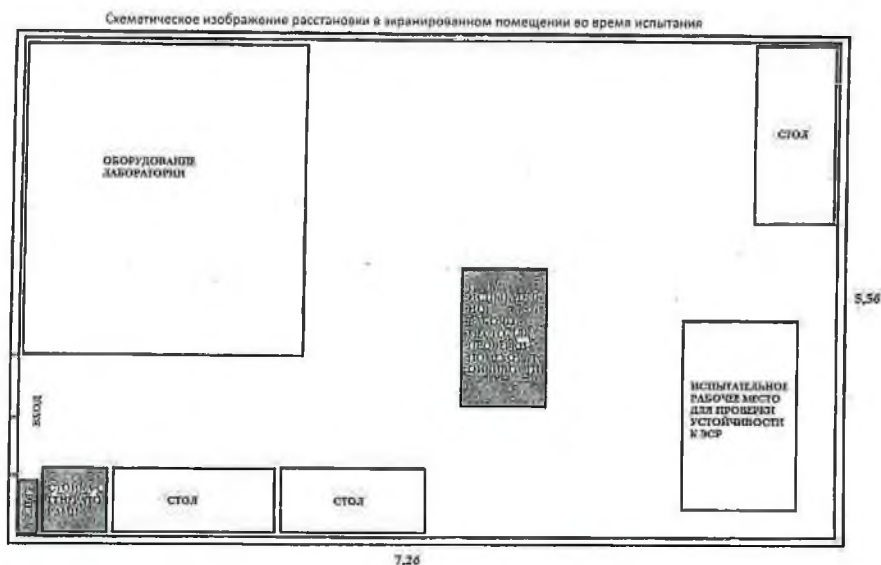 Схематическое изображение расстановки в экранированном помещении во время испытания
ОБОРУДОВАНИЕ
ЛАБОРАТОРИИ
СТОЛ
5,56
ИСПЫТАТЕЛЬНОЕ
РАБОЧЕЕ МЕСТО
ДЛЯ ПРОВЕРКИ
УСТОЙЧИВОСТИ
К ЭСР
ВХОД
СТОЛ
СТОЛ
7,26